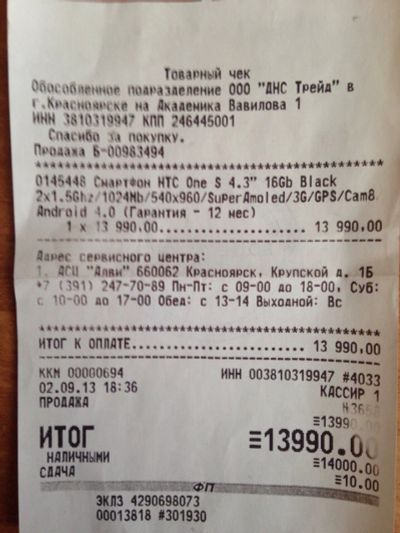 Товарный чек
Обособленное подразделение ООО "ДНС Трейд" в
г.Красноярске на Академика Вавилова 1
ИНН 3810319947 КПП 246445001
Спасибо за покупку.
Продажа Б-00983494
****************************************
0145448 Смартфон HTC One S 4.3" 16Gb Black
2x1.5Ghz/1024Mb/540x960/SuperAmoled/3G/GPS/Cam8
Android 4.0 (Гарантия - 12 мес)
1 x 13 990.00...................... 13 990.00
Адрес сервисного центра:
1. АСЦ "Алви" 660062 Красноярск, Крупской д. 1Б
+7 (391) 247-70-89 Пн-Пт: с 09-00 до 18-00, Суб:
с 10-00 до 17-00 Обед: с 13-14 Выходной: Вс
****************************************
ИТОГ К ОПЛАТЕ...................... 13 990,00
ККМ 00000694 ИНН 003810319947 #4033
02.09.13 18:36 КАССИР 1
ПРОДАЖА
≡13990.
ИТОГ ≡13990.00
НАЛИЧНЫМИ ≡14000.00
СДАЧА ≡10.00
ФП
ЭКЛЗ 4290698073
00013818 #301930